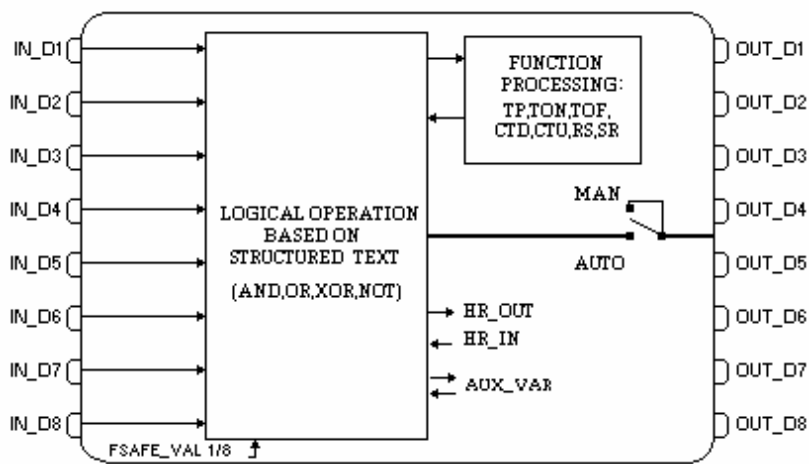 IN_D1
IN_D2
IN_D3
IN_D4
IN_D5
IN_D6
IN_D7
IN_D8
LOGICAL OPERATION
BASED ON
STRUCTURED TEXT
(AND,OR,XOR,NOT)
FSAFE_VAL 1/8
FUNCTION
PROCESSING:
TP,TON,TOF,
CTD,CTU,RS,SR
MAN
AUTO
HR_OUT
HR_IN
AUX_VAR
OUT_D1
OUT_D2
OUT_D3
OUT_D4
OUT_D5
OUT_D6
OUT_D7
OUT_D8